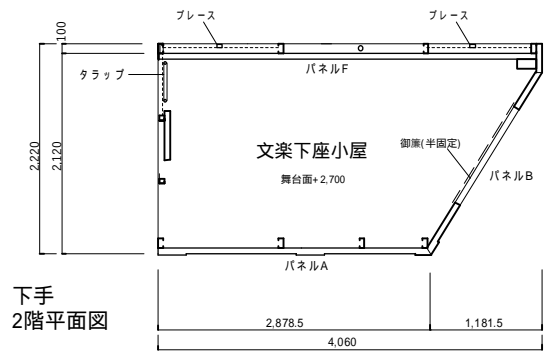 ブレース
ブレース
100
タラップ
パネルF
2,220
2,120
文楽下座小屋
舞台面+2,700
御簾(半固定)
パネルB
パネルA
下手
2階平面図
2,878.5
1,181.5
4,060